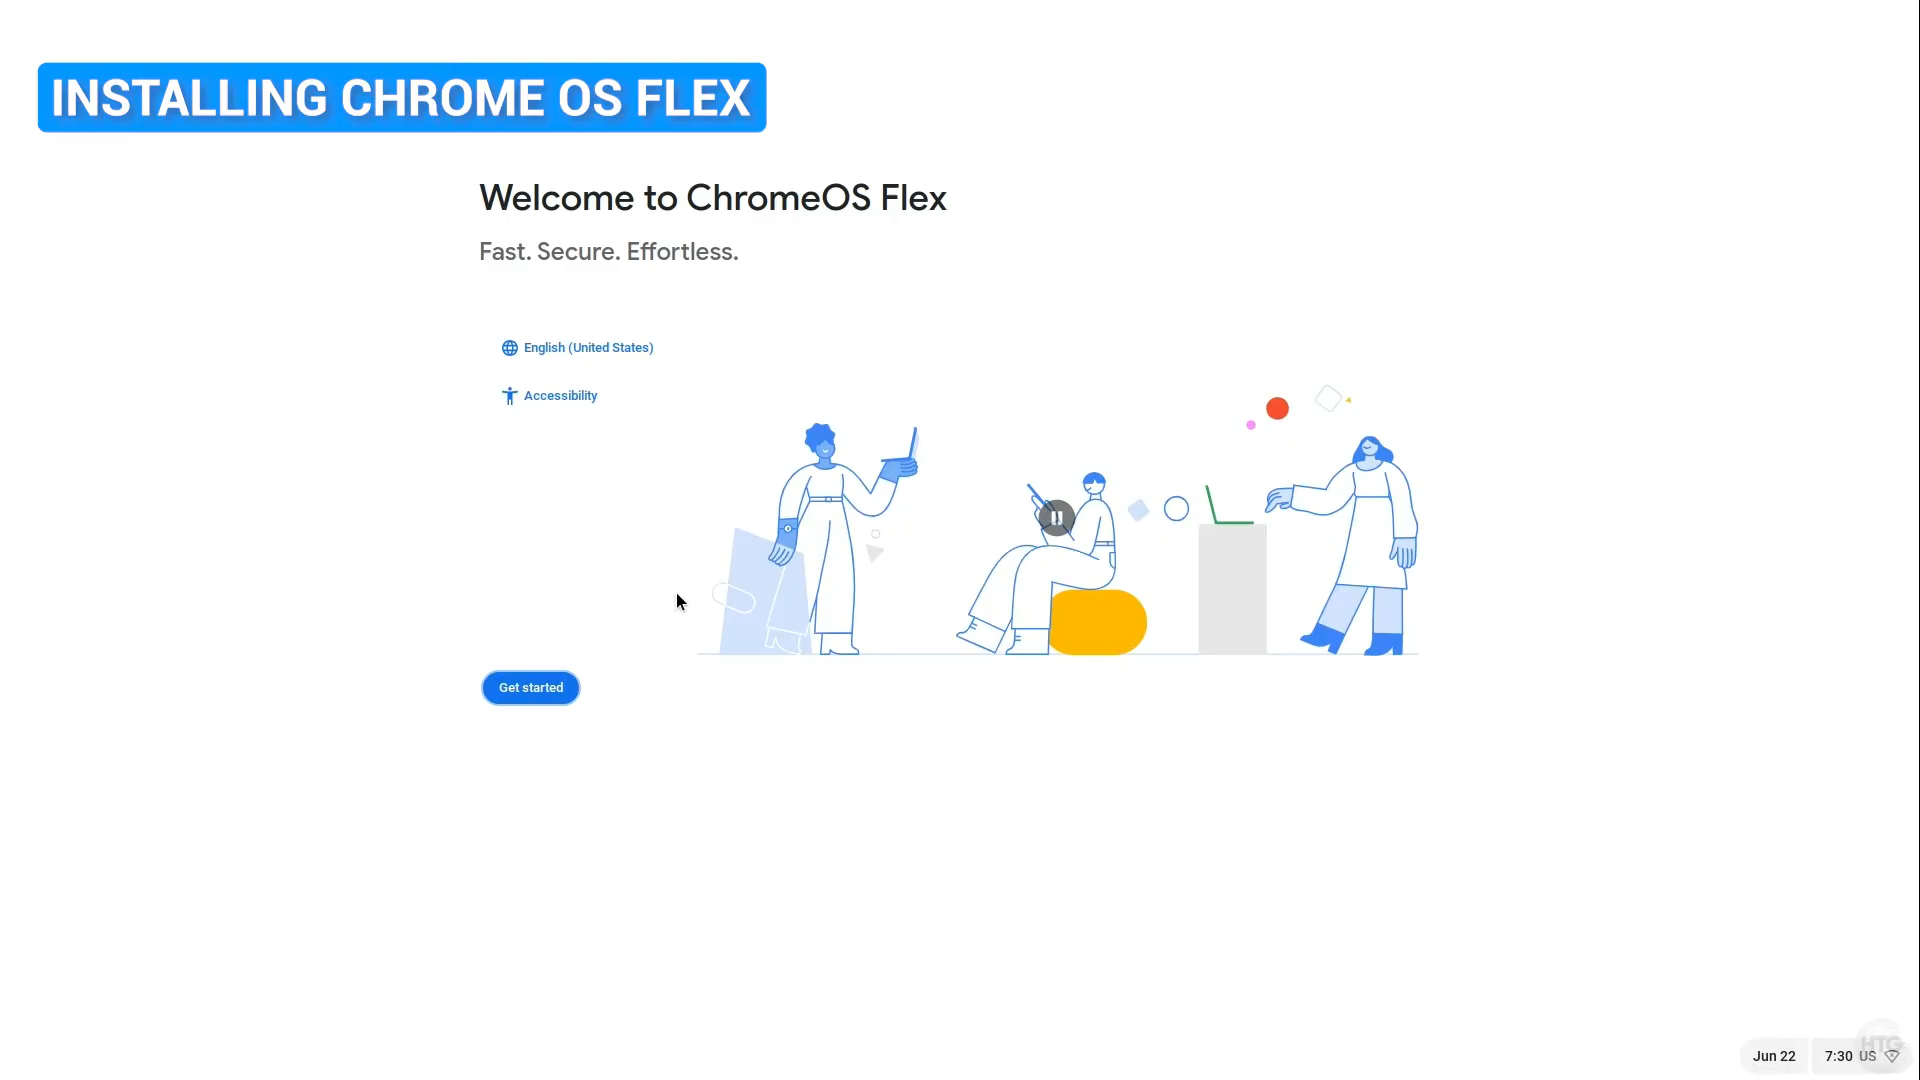 INSTALLING CHROME OS FLEX
Welcome to ChromeOS Flex
Fast. Secure. Effortless.
English (United States)
Accessibility
Get started
Jun 22
7:30 US
HTG